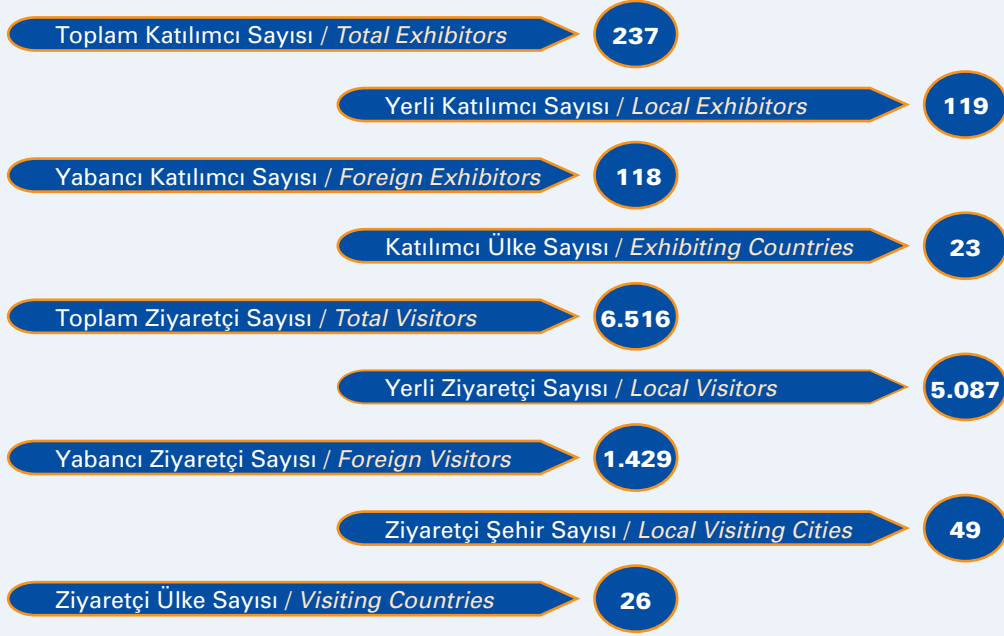 Toplam Katılımcı Sayısı / Total Exhibitors 237
Yerli Katılımcı Sayısı / Local Exhibitors 119
Yabancı Katılımcı Sayısı / Foreign Exhibitors 118
Katılımcı Ülke Sayısı / Exhibiting Countries 23
Toplam Ziyaretçi Sayısı / Total Visitors 6.516
Yerli Ziyaretçi Sayısı / Local Visitors 5.087
Yabancı Ziyaretçi Sayısı / Foreign Visitors 1.429
Ziyaretçi Şehir Sayısı / Local Visiting Cities 49
Ziyaretçi Ülke Sayısı / Visiting Countries 26